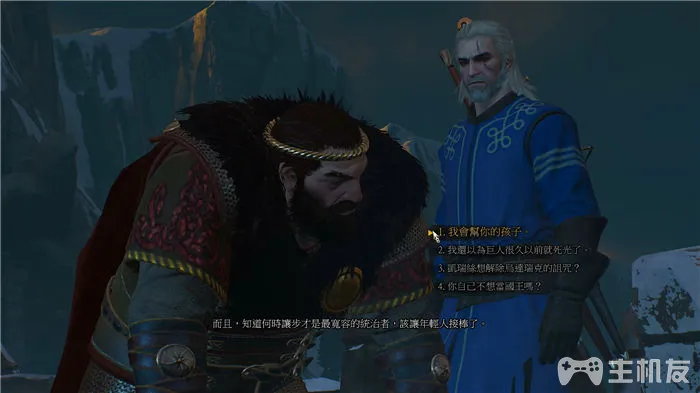 1. 我會幫你的孩子。
2. 我還以為巨人很久以前就死光了。
3. 凱瑞絲想解除烏達瑞克的詛咒？
4. 你自己不想當國王嗎？
而且，知道何時讓步才是最寬容的統治者，該讓年輕人接棒了。
主机友